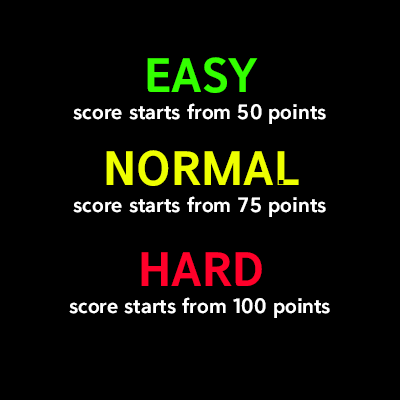 EASY
score starts from 50 points
NORMAL
score starts from 75 points
HARD
score starts from 100 points